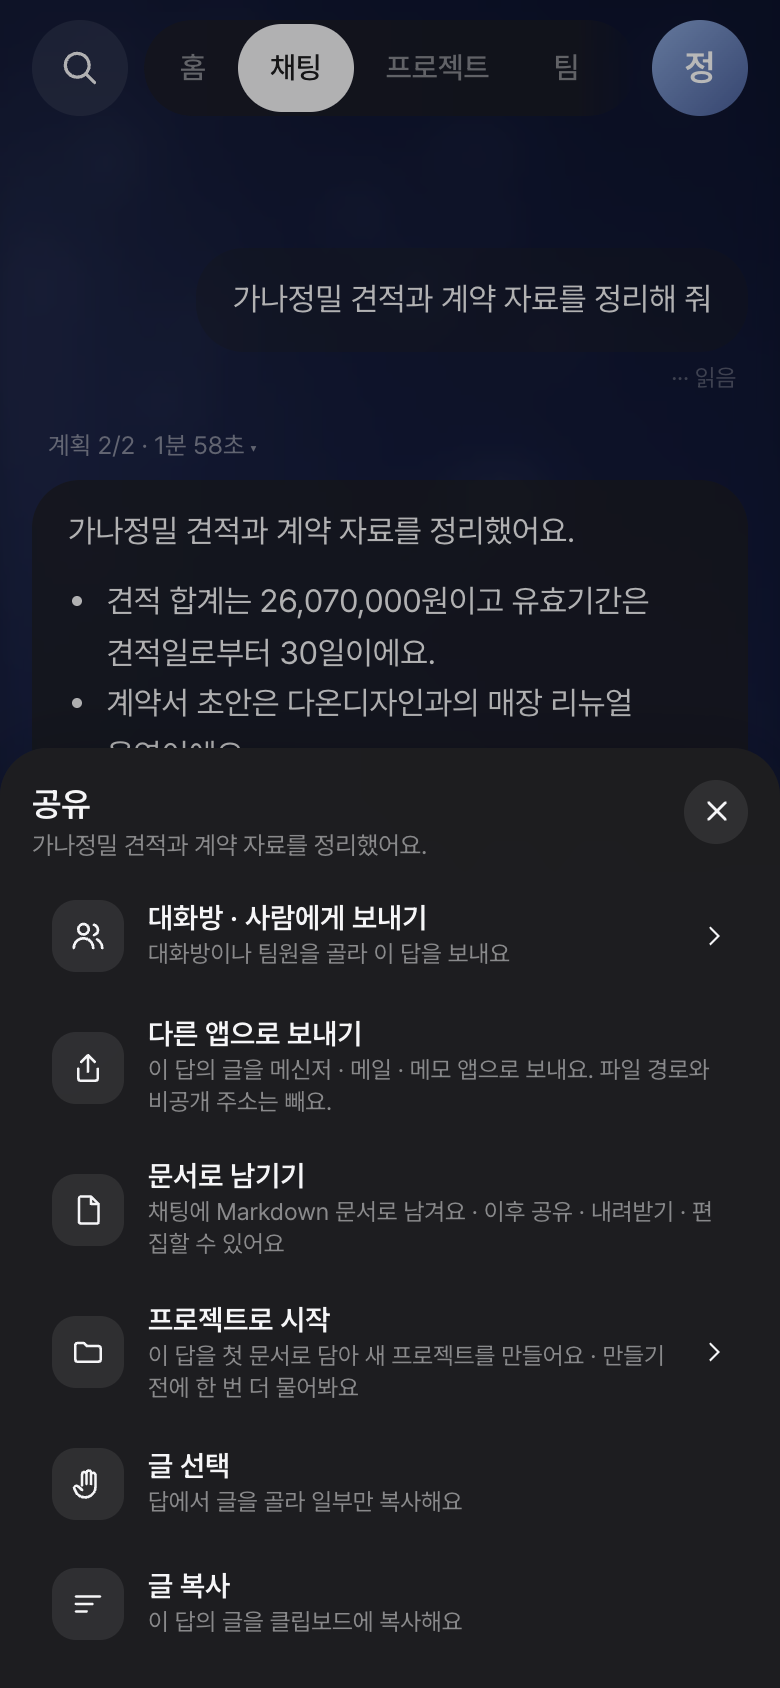 홈
채팅
프로젝트
팀
정
가나정밀 견적과 계약 자료를 정리해 줘
··· 읽음
계획 2/2 · 1분 58초 ▾
가나정밀 견적과 계약 자료를 정리했어요.
• 견적 합계는 26,070,000원이고 유효기간은
견적일로부터 30일이에요.
• 계약서 초안은 다온디자인과의 매장 리뉴얼
공유
가나정밀 견적과 계약 자료를 정리했어요.
대화방 · 사람에게 보내기
대화방이나 팀원을 골라 이 답을 보내요
다른 앱으로 보내기
이 답의 글을 메신저 · 메일 · 메모 앱으로 보내요. 파일 경로와
비공개 주소는 빼요.
문서로 남기기
채팅에 Markdown 문서로 남겨요 · 이후 공유 · 내려받기 · 편
집할 수 있어요
프로젝트로 시작
이 답을 첫 문서로 담아 새 프로젝트를 만들어요 · 만들기
전에 한 번 더 물어봐요
글 선택
답에서 글을 골라 일부만 복사해요
글 복사
이 답의 글을 클립보드에 복사해요